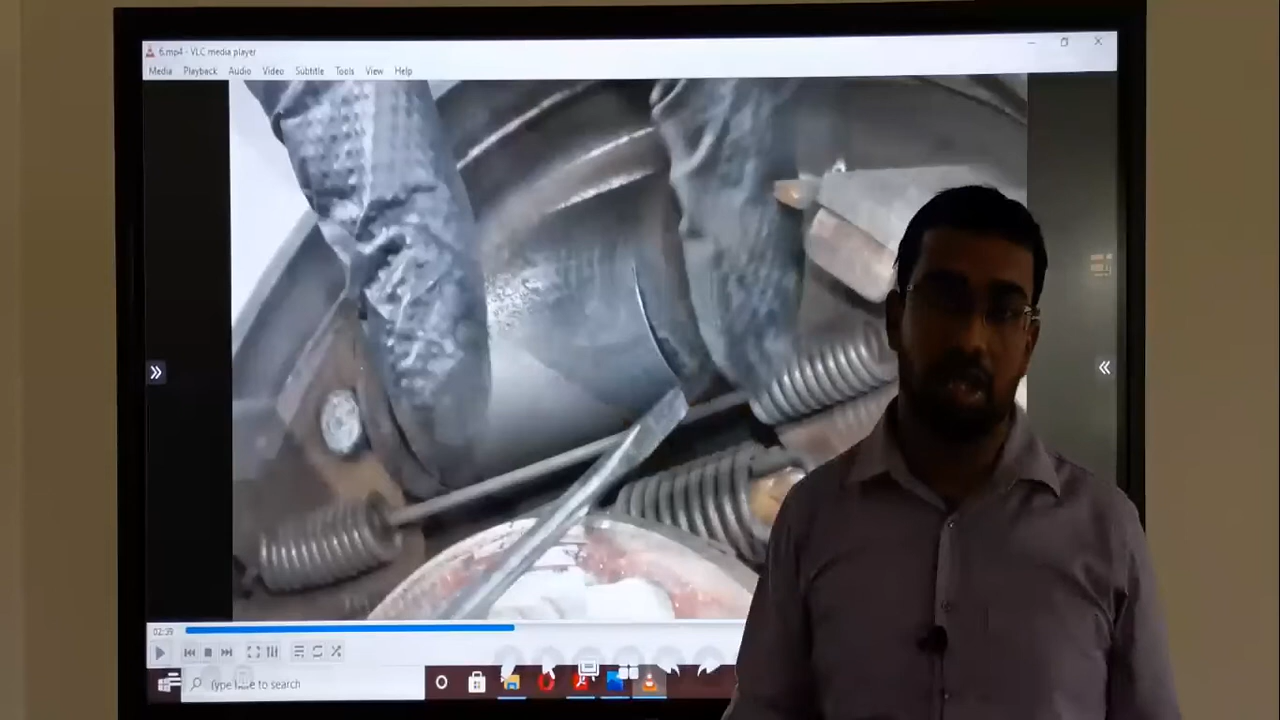 6.mp4 - VLC media player
Media Playback Audio Video Subtitle Tools View Help
02:39
Type here to search